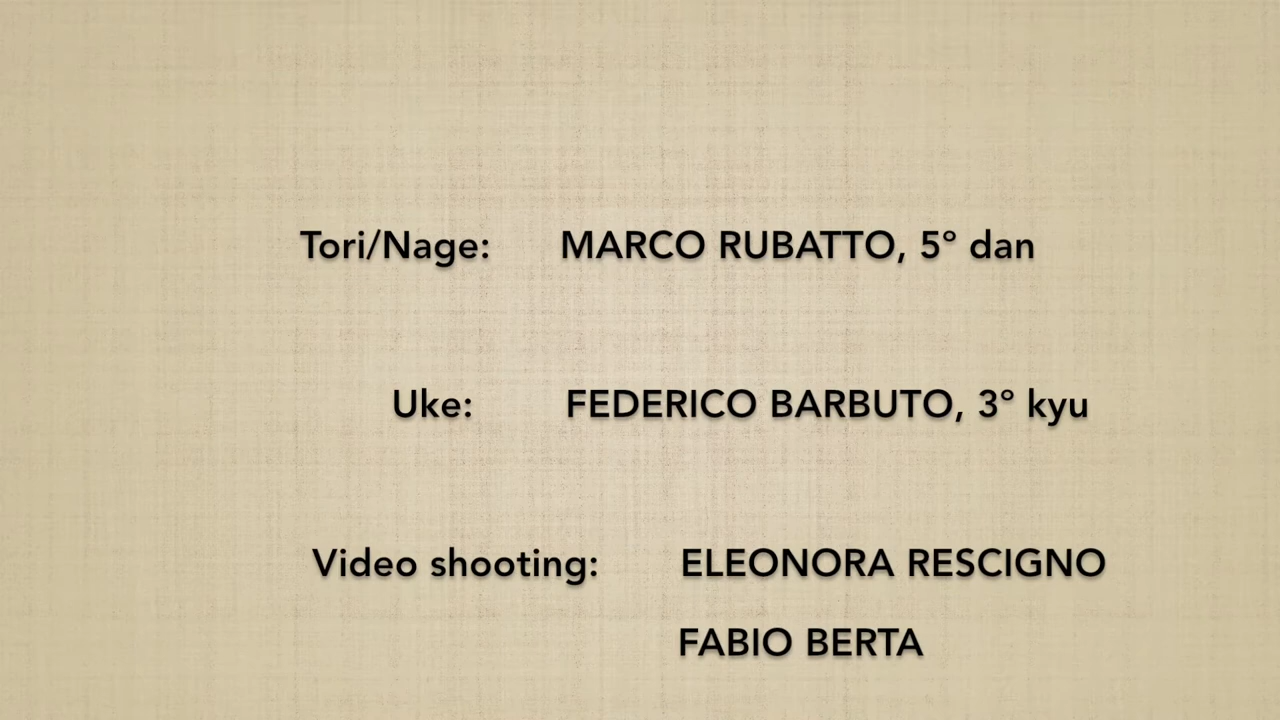 Tori/Nage: MARCO RUBATTO, 5° dan
Uke: FEDERICO BARBUTO, 3° kyu
Video shooting: ELEONORA RESCIGNO
FABIO BERTA